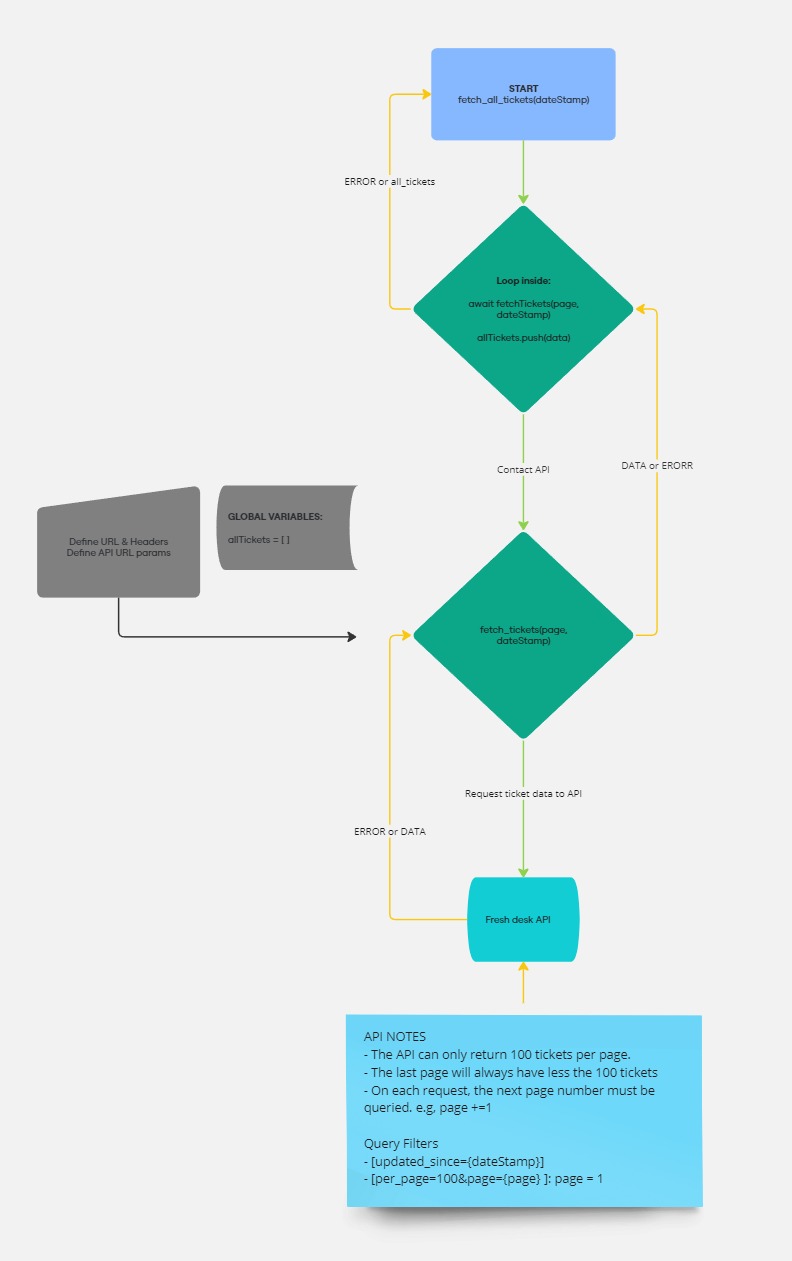 START
fetch_all_tickets(dateStamp)
ERROR or all_tickets
Loop inside:
await fetchTickets(page,
dateStamp)
allTickets.push(data)
Contact API
DATA or ERORR
GLOBAL VARIABLES:
allTickets = [ ]
Define URL & Headers
Define API URL params
fetch_tickets(page,
dateStamp)
Request ticket data to API
ERROR or DATA
Fresh desk API
API NOTES
- The API can only return 100 tickets per page.
- The last page will always have less the 100 tickets
- On each request, the next page number must be
queried. e.g, page +=1
Query Filters
- [updated_since={dateStamp}]
- [per_page=100&page={page} ]: page = 1